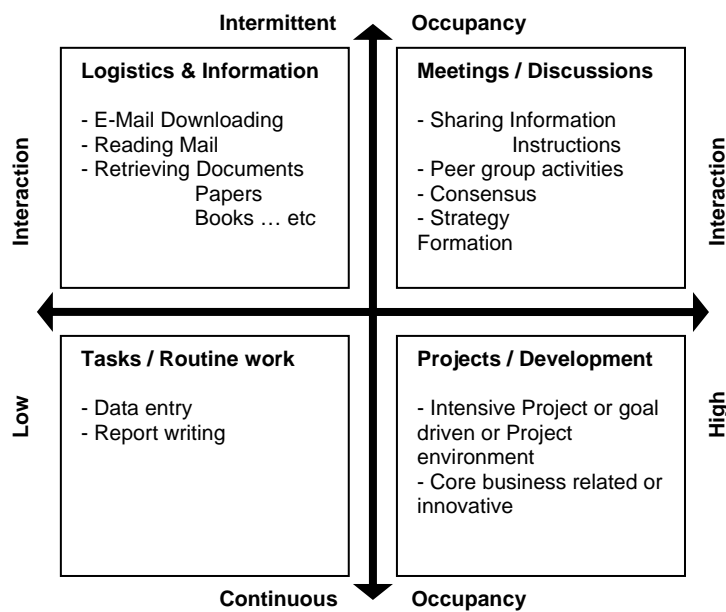 Intermittent Occupancy
Logistics & Information
- E-Mail Downloading
- Reading Mail
- Retrieving Documents
Papers
Books … etc
Meetings / Discussions
- Sharing Information
Instructions
- Peer group activities
- Consensus
- Strategy
Formation
Interaction
Interaction
Low
High
Tasks / Routine work
- Data entry
- Report writing
Projects / Development
- Intensive Project or goal
driven or Project
environment
- Core business related or
innovative
Continuous Occupancy